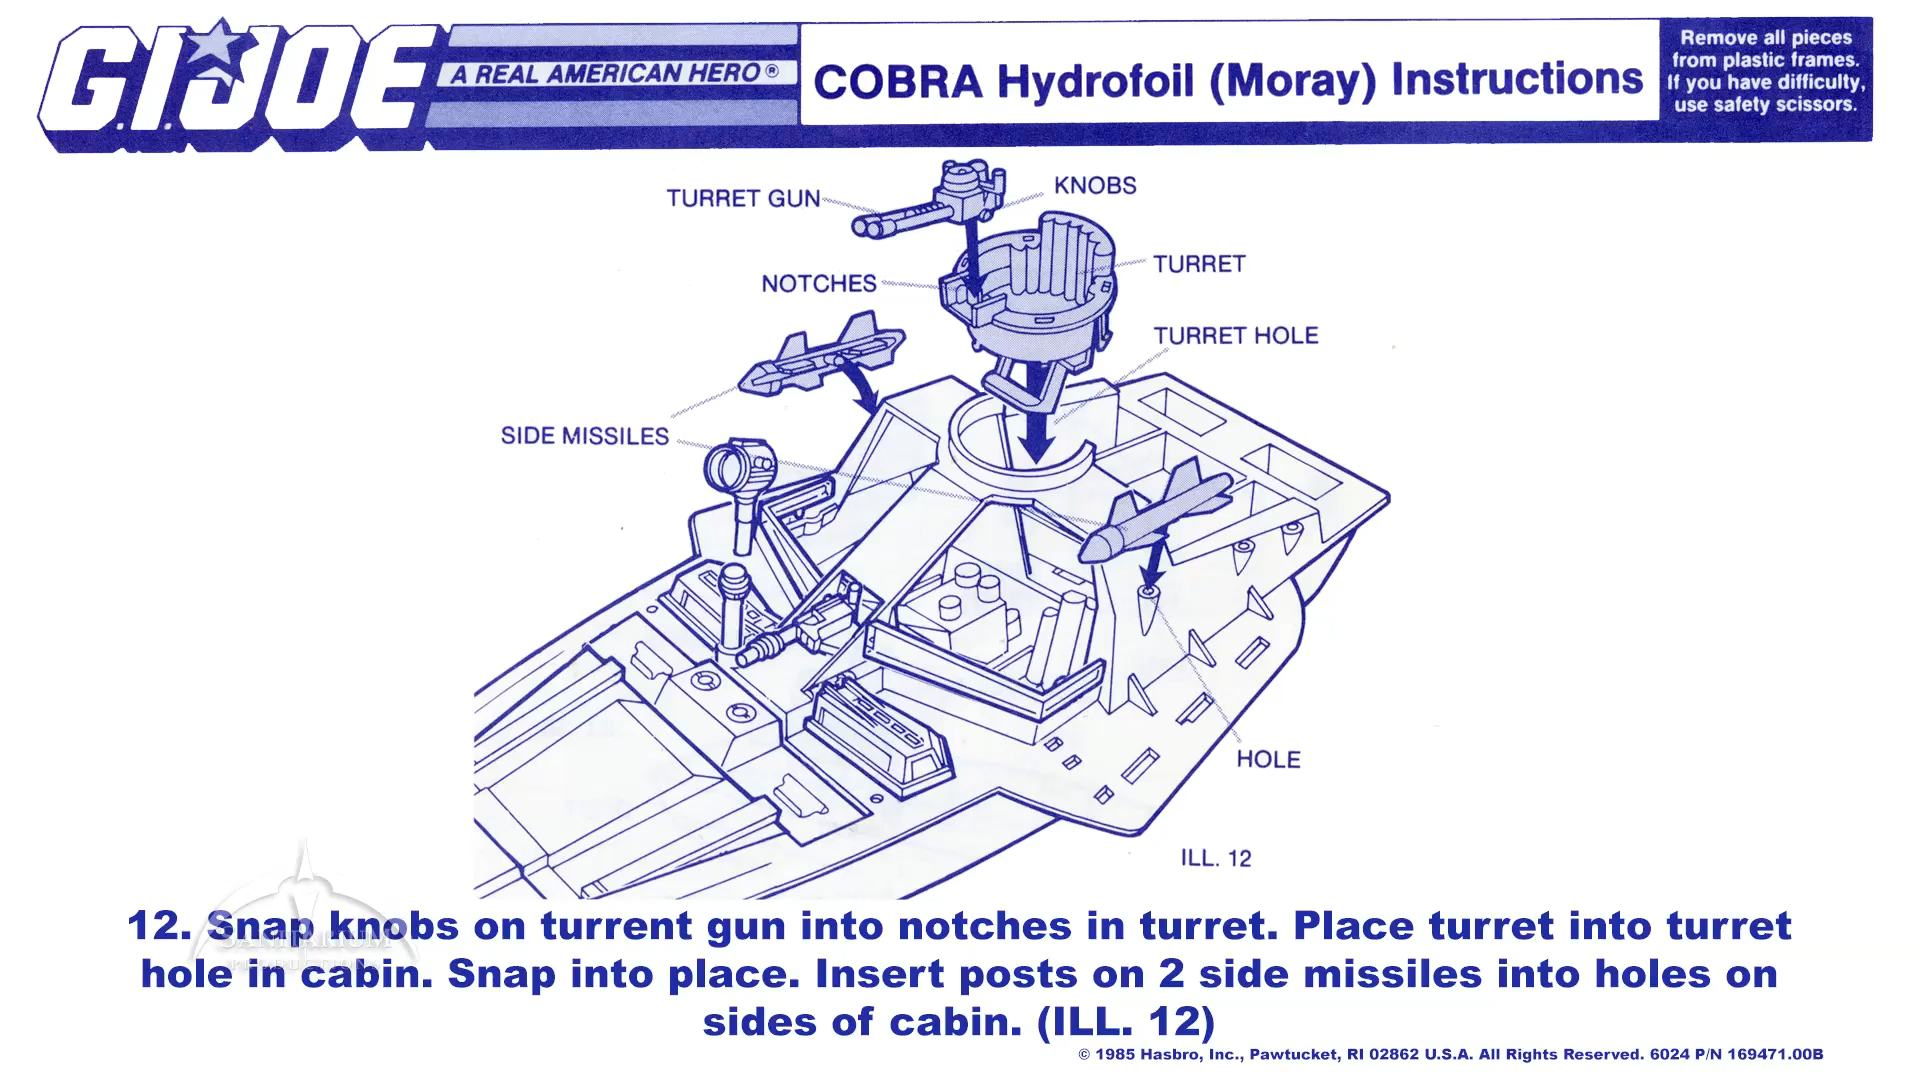 G.I. JOE
A REAL AMERICAN HERO®
COBRA Hydrofoil (Moray) Instructions
Remove all pieces
from plastic frames.
If you have difficulty,
use safety scissors.
TURRET GUN
KNOBS
NOTCHES
TURRET
TURRET HOLE
SIDE MISSILES
HOLE
ILL. 12
12. Snap knobs on turrent gun into notches in turret. Place turret into turret
hole in cabin. Snap into place. Insert posts on 2 side missiles into holes on
sides of cabin. (ILL. 12)
SANITARIUM
PRODUCTIONS
© 1985 Hasbro, Inc., Pawtucket, RI 02862 U.S.A. All Rights Reserved. 6024 P/N 169471.00B